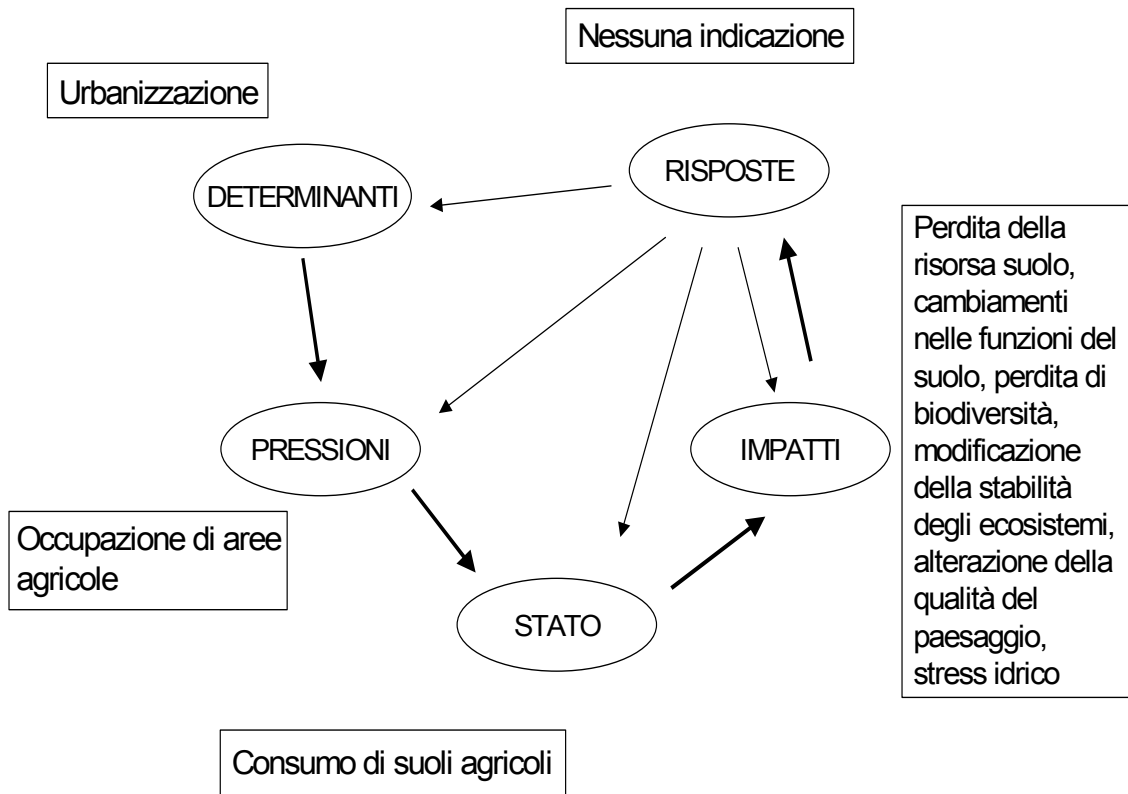 Nessuna indicazione
Urbanizzazione
RISPOSTE
DETERMINANTI
Perdita della
risorsa suolo,
cambiamenti
nelle funzioni del
suolo, perdita di
biodiversità,
modificazione
della stabilità
degli ecosistemi,
alterazione della
qualità del
paesaggio,
stress idrico
PRESSIONI
IMPATTI
Occupazione di aree
agricole
STATO
Consumo di suoli agricoli